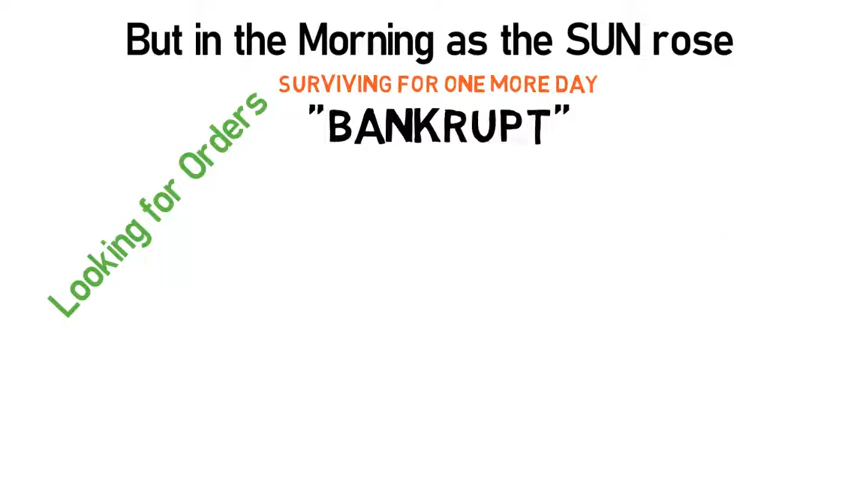 But in the Morning as the SUN rose
SURVIVING FOR ONE MORE DAY
"BANKRUPT"
Looking for Orders